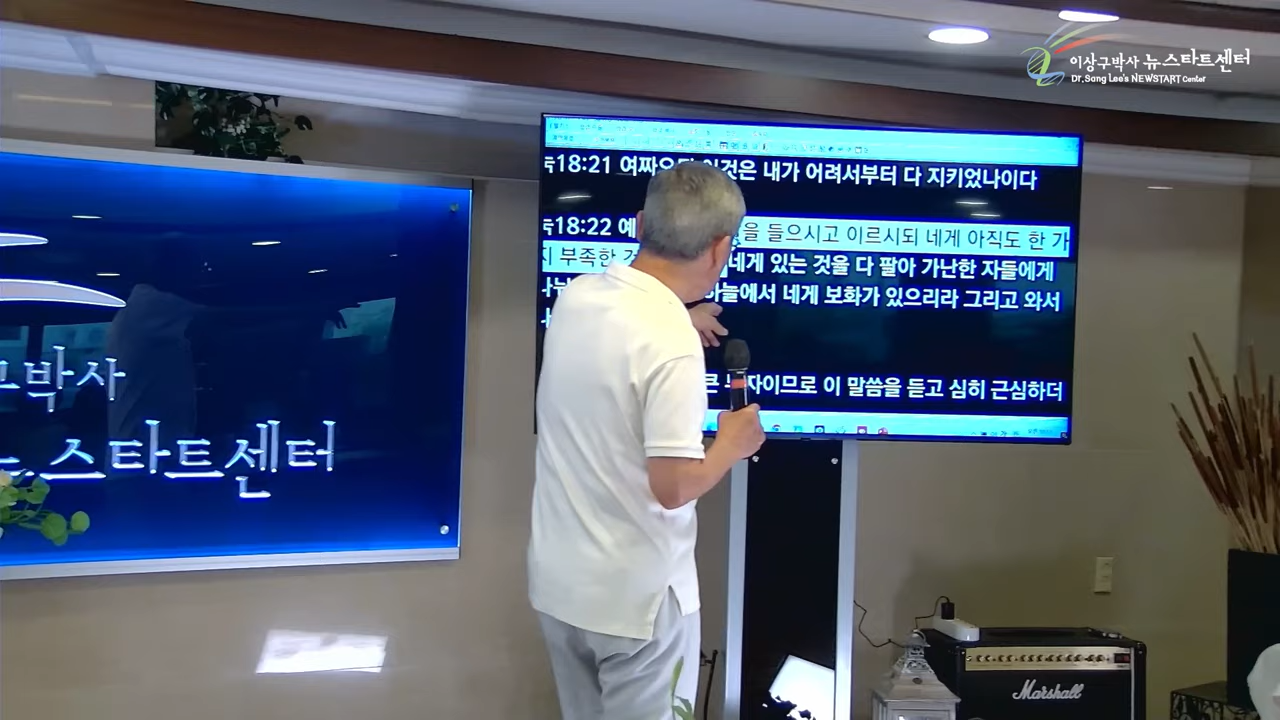 이상구박사 뉴스타트센터
Dr. Sang Lee's NEWSTART Center
18:21 여짜오되 이것은 내가 어려서부터 다 지키었나이다
18:22 을 들으시고 이르시되 네게 아직도 한 가
지 부족한 네게 있는 것을 다 팔아 가난한 자들에게
하늘에서 네게 보화가 있으리라 그리고 와서
큰 부자이므로 이 말씀을 듣고 심히 근심하더
박사
뉴스타트센터
Marshall